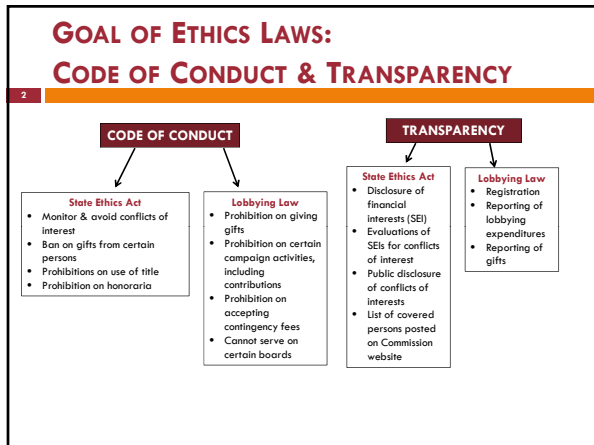 GOAL OF ETHICS LAWS:
CODE OF CONDUCT & TRANSPARENCY
2
CODE OF CONDUCT
State Ethics Act
• Monitor & avoid conflicts of
interest
• Ban on gifts from certain
persons
• Prohibitions on use of title
• Prohibition on honoraria
Lobbying Law
• Prohibition on giving
gifts
• Prohibition on certain
campaign activities,
including
contributions
• Prohibition on
accepting
contingency fees
• Cannot serve on
certain boards
TRANSPARENCY
State Ethics Act
• Disclosure of
financial
interests (SEI)
• Evaluations of
SEIs for conflicts
of interest
• Public disclosure
of conflicts of
interests
• List of covered
persons posted
on Commission
website
Lobbying Law
• Registration
• Reporting of
lobbying
expenditures
• Reporting of
gifts